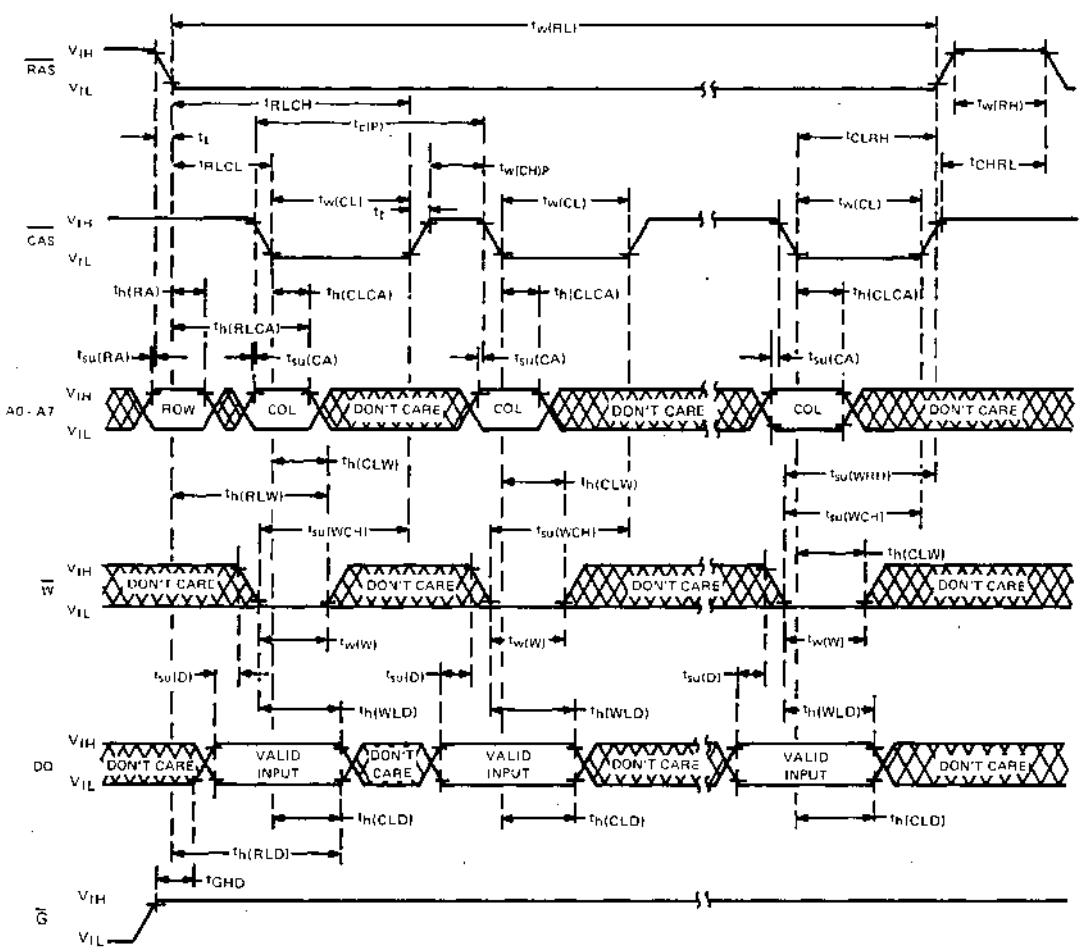 tw(RL)
RAS VIH
VIL
tRLCH
tc(P)
tw(RH)
tt
tCLRH
tRLCL
tw(CH)P
tCHRL
tw(CL)
tt
tw(CL)
tw(CL)
CAS VIH
VIL
th(RA)
th(CLCA)
th(CLCA)
th(CLCA)
th(RLCA)
tsu(RA)
tsu(CA)
tsu(CA)
tsu(CA)
A0-A7 VIH
VIL
ROW COL DON'T CARE COL DON'T CARE COL DON'T CARE
th(CLW)
th(CLW)
tsu(WRH)
th(RLW)
tsu(WCH)
tsu(WCH)
tsu(WCH)
th(CLW)
W VIH
VIL
DON'T CARE DON'T CARE DON'T CARE DON'T CARE
tw(W)
tw(W)
tw(W)
tsu(D)
tsu(D)
tsu(D)
th(WLD)
th(WLD)
th(WLD)
DQ VIH
VIL
DON'T CARE VALID INPUT DON'T CARE VALID INPUT DON'T CARE VALID INPUT DON'T CARE
th(CLD)
th(CLD)
th(CLD)
th(RLD)
tGHD
G VIH
VIL